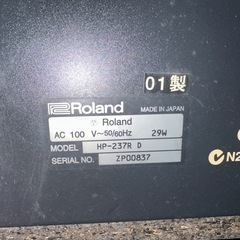 01製
Roland
MADE IN JAPAN
Roland
AC 100 V~50/60Hz 29W
MODEL HP-237R D
SERIAL NO. ZP00837
N2